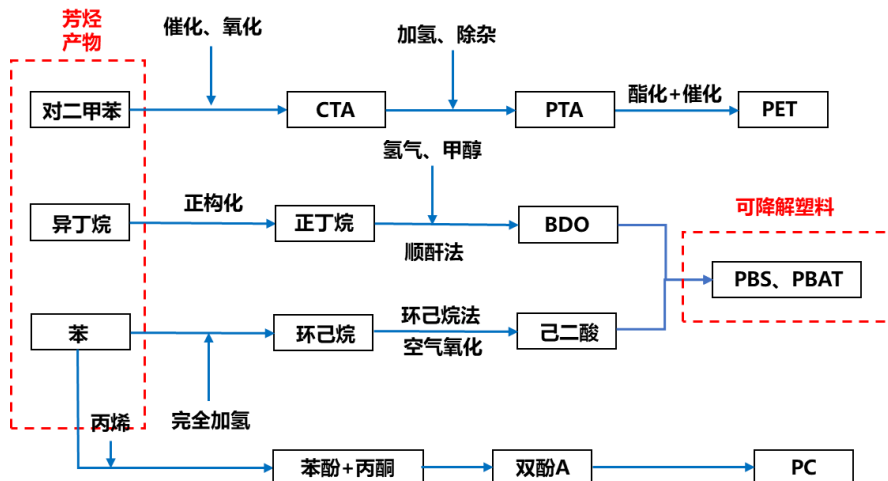 芳烃
产物
催化、氧化
加氢、除杂
对二甲苯
CTA
PTA
酯化+催化
PET
氢气、甲醇
异丁烷
正构化
正丁烷
顺酐法
BDO
可降解塑料
PBS、PBAT
苯
环己烷
环己烷法
空气氧化
己二酸
丙烯
完全加氢
苯酚+丙酮
双酚A
PC